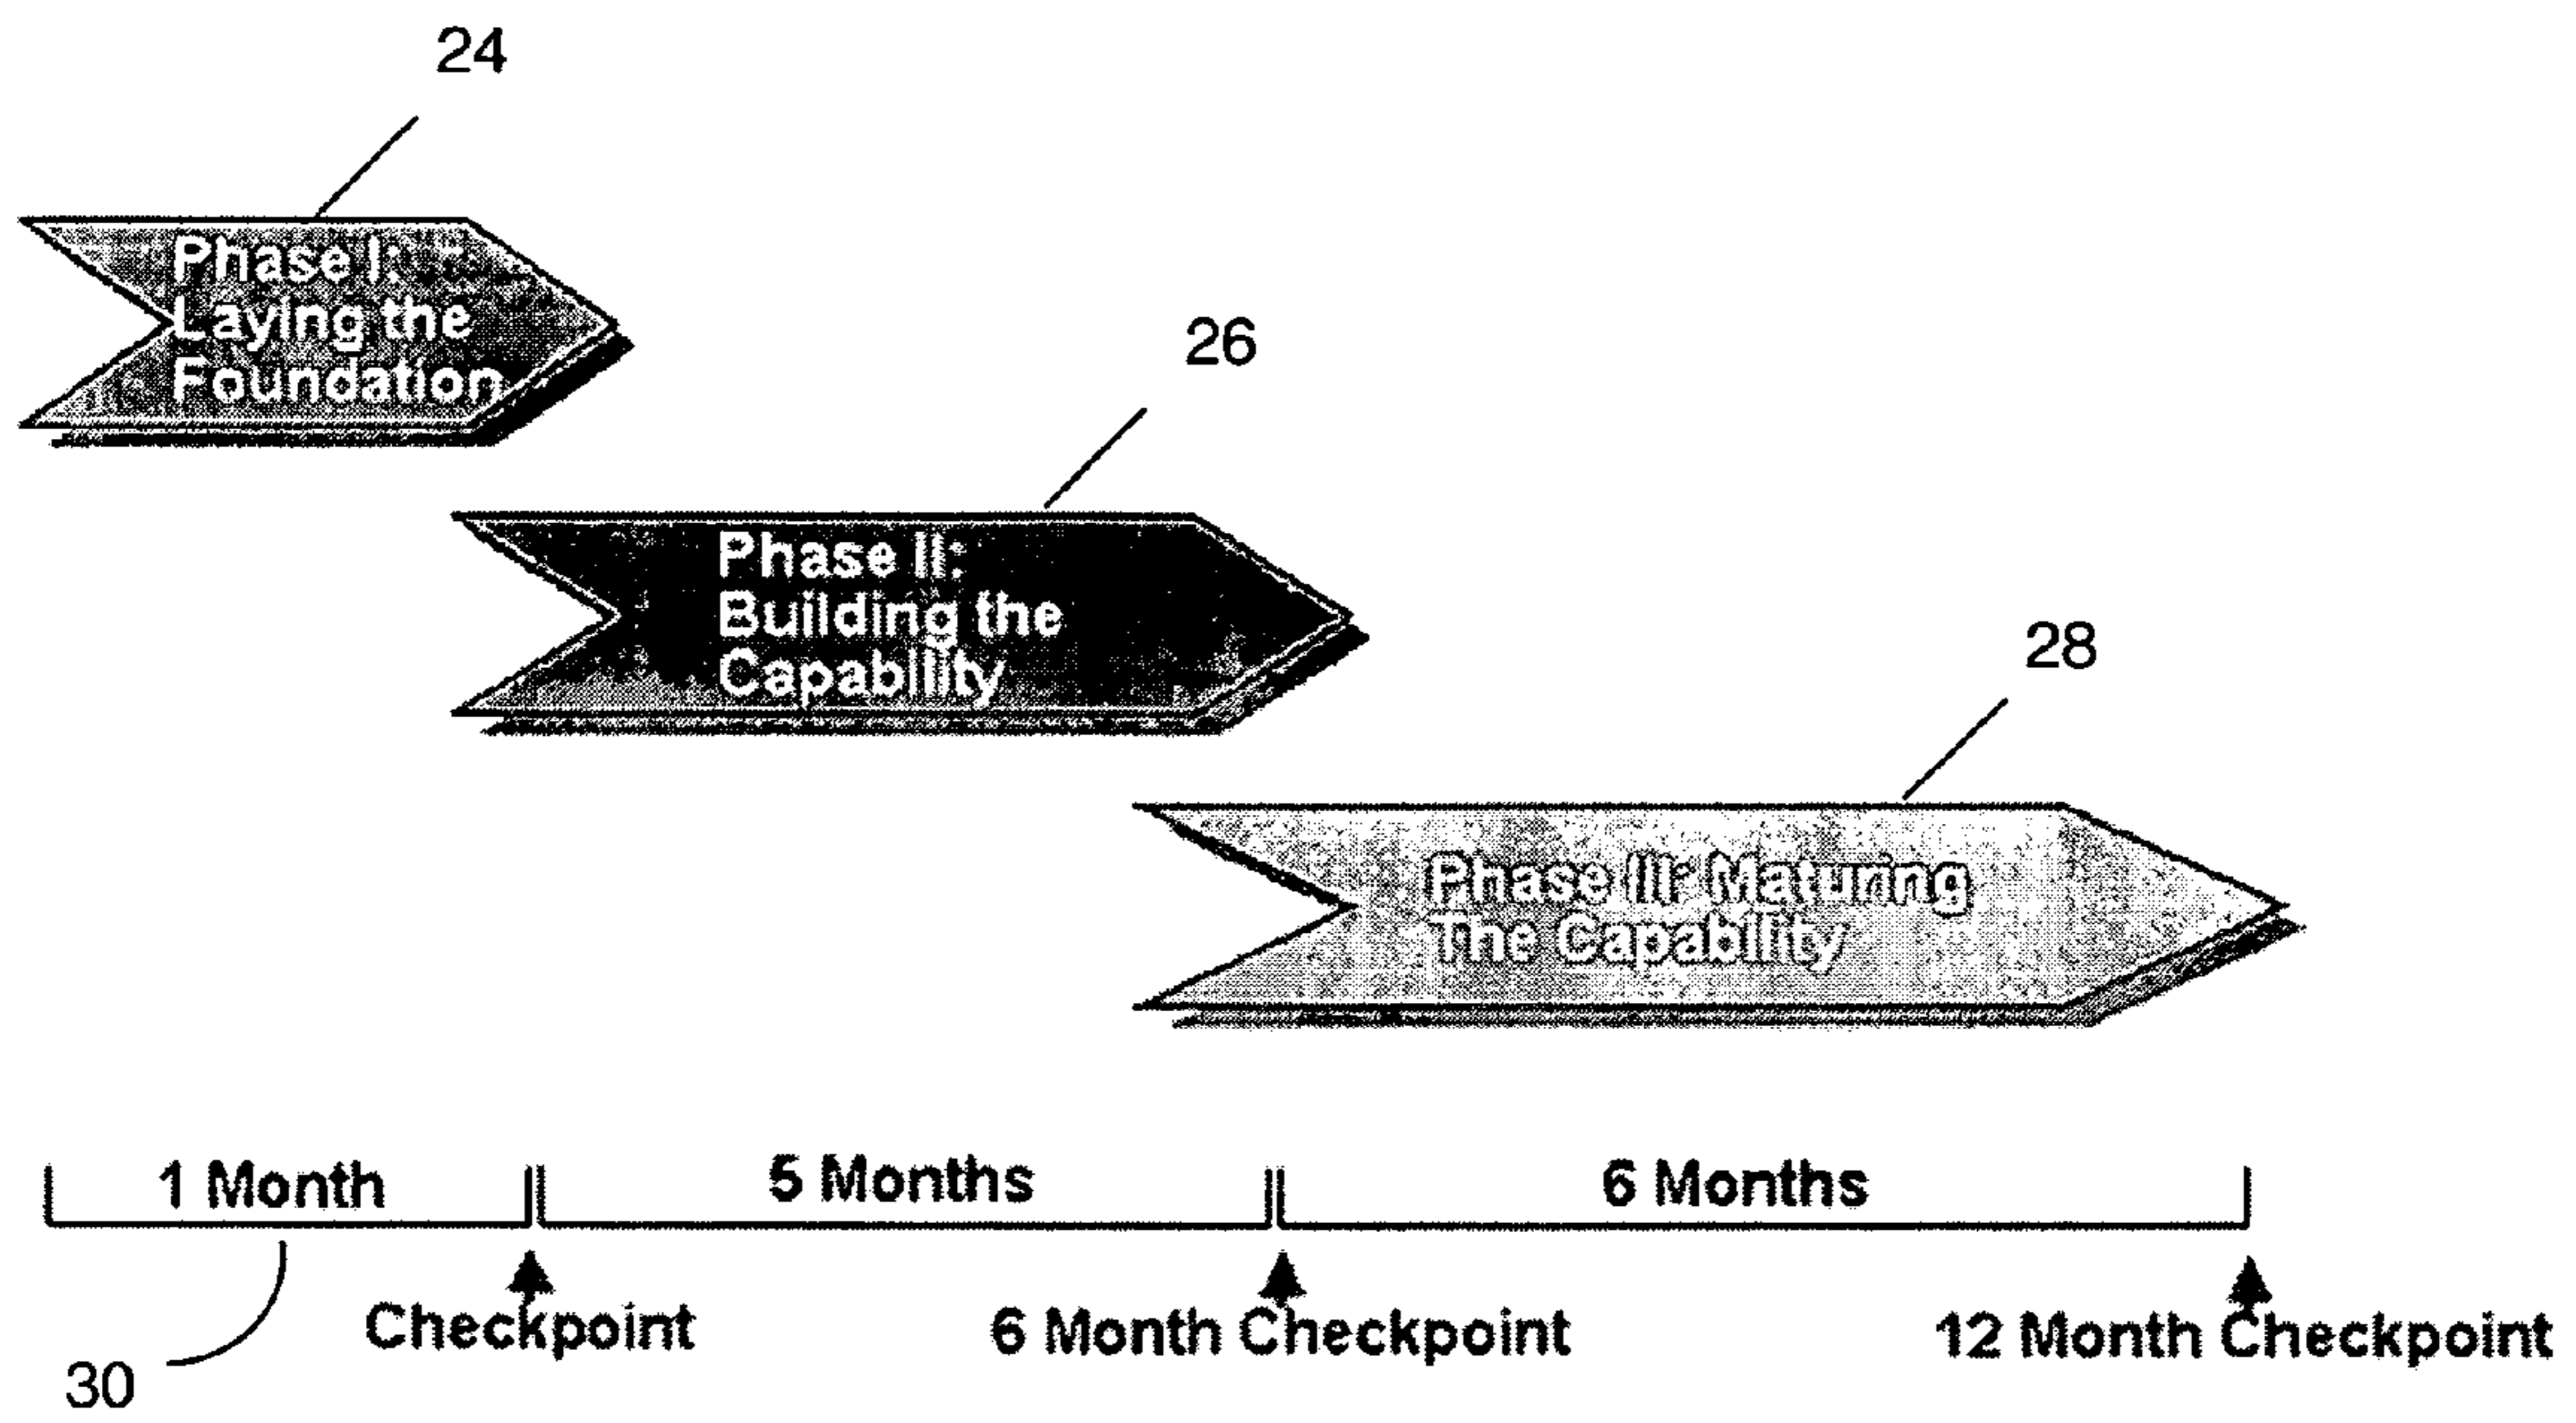 24
Phase I:
Laying the
Foundation
26
Phase II:
Building the
Capability
28
Phase III: Maturing
The Capability
1 Month
5 Months
6 Months
Checkpoint
6 Month Checkpoint
12 Month Checkpoint
30